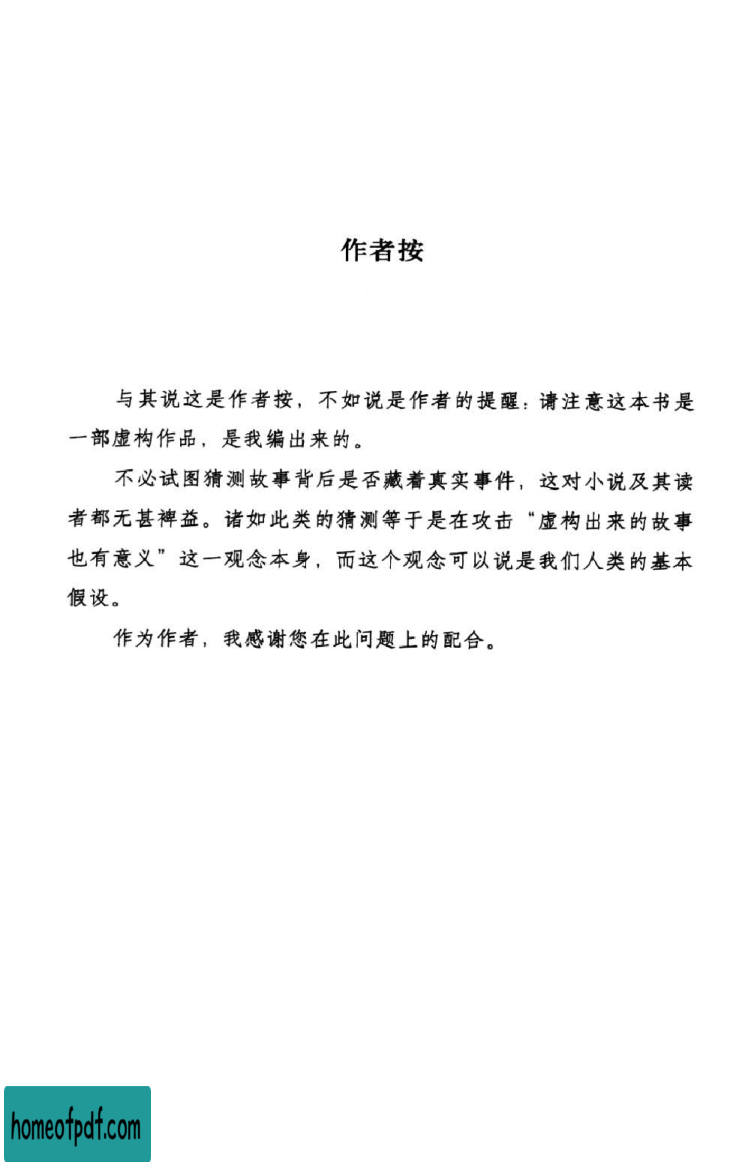 作者按
与其说这是作者按，不如说是作者的提醒：请注意这本书是
一部虚构作品，是我编出来的。
不必试图猜测故事背后是否藏着真实事件，这对小说及其读
者都无甚裨益。诸如此类的猜测等于是在攻击“虚构出来的故事
也有意义”这一观念本身，而这个观念可以说是我们人类的基本
假设。
作为作者，我感谢您在此问题上的配合。
homeofpdf.com